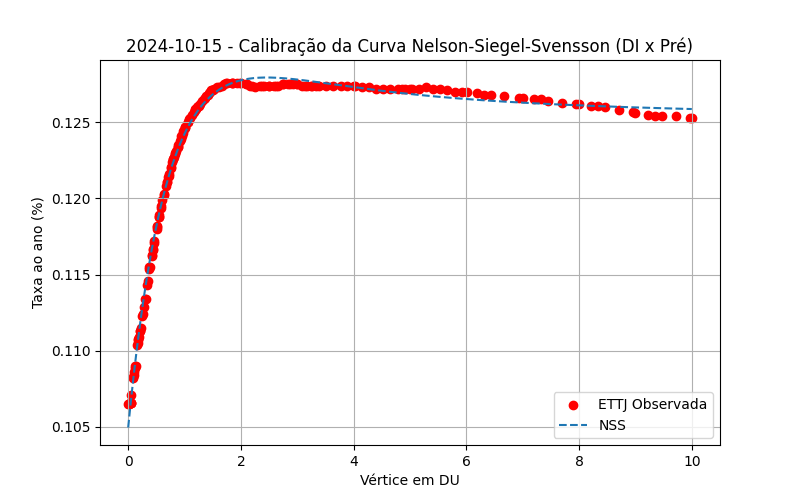 2024-10-15 - Calibração da Curva Nelson-Siegel-Svensson (DI x Pré)
Taxa ao ano (%)
0.125
0.120
0.115
0.110
0.105
ETTJ Observada
NSS
0 2 4 6 8 10
Vértice em DU